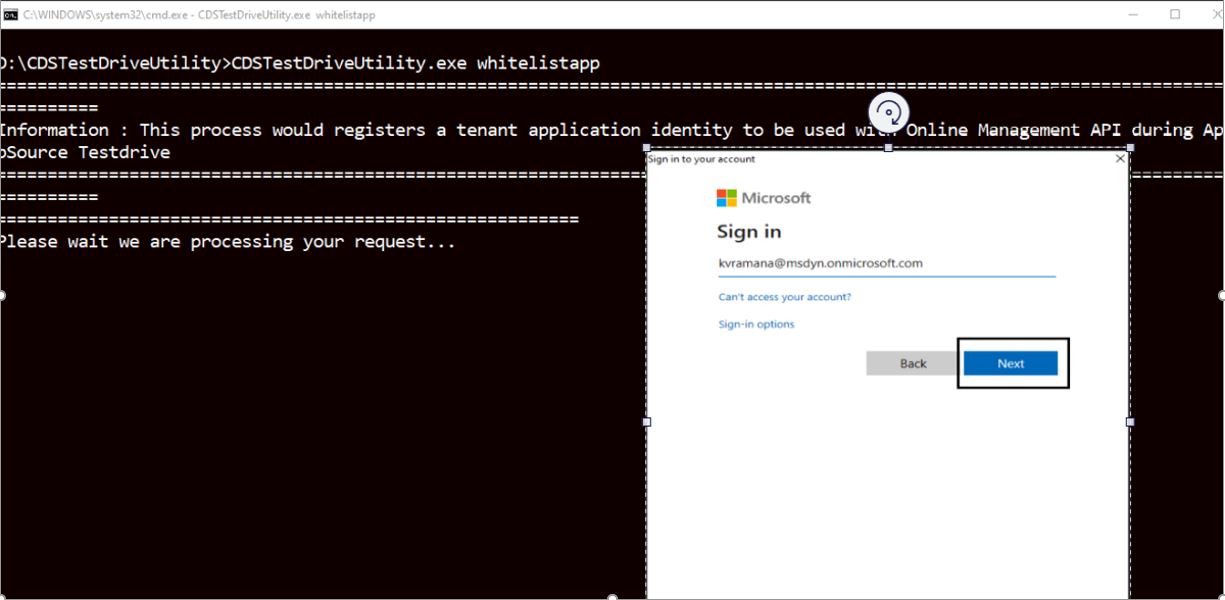 C:\WINDOWS\system32\cmd.exe - CDSTestDriveUtility.exe whitelistapp
D:\CDSTestDriveUtility>CDSTestDriveUtility.exe whitelistapp
==========
Information : This process would registers a tenant application identity to be used with Online Management API during Ap
pSource Testdrive
==========
=========================================================
Please wait we are processing your request...
Sign in to your account
Microsoft
Sign in
kvramana@msdyn.onmicrosoft.com
Can't access your account?
Sign-in options
Back
Next